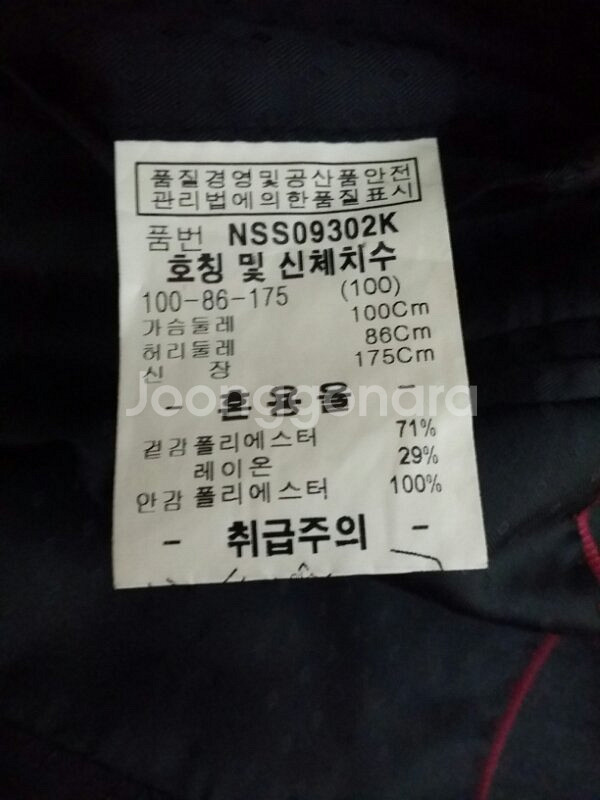 품질경영및공산품안전
관리법에의한품질표시
품번 NSS09302K
호칭 및 신체치수
100-86-175 (100)
가슴둘레 100Cm
허리둘레 86Cm
신 장 175Cm
- 혼용율 -
Joonggonara
겉감 폴리에스터 71%
레이온 29%
안감 폴리에스터 100%
- 취급주의 -